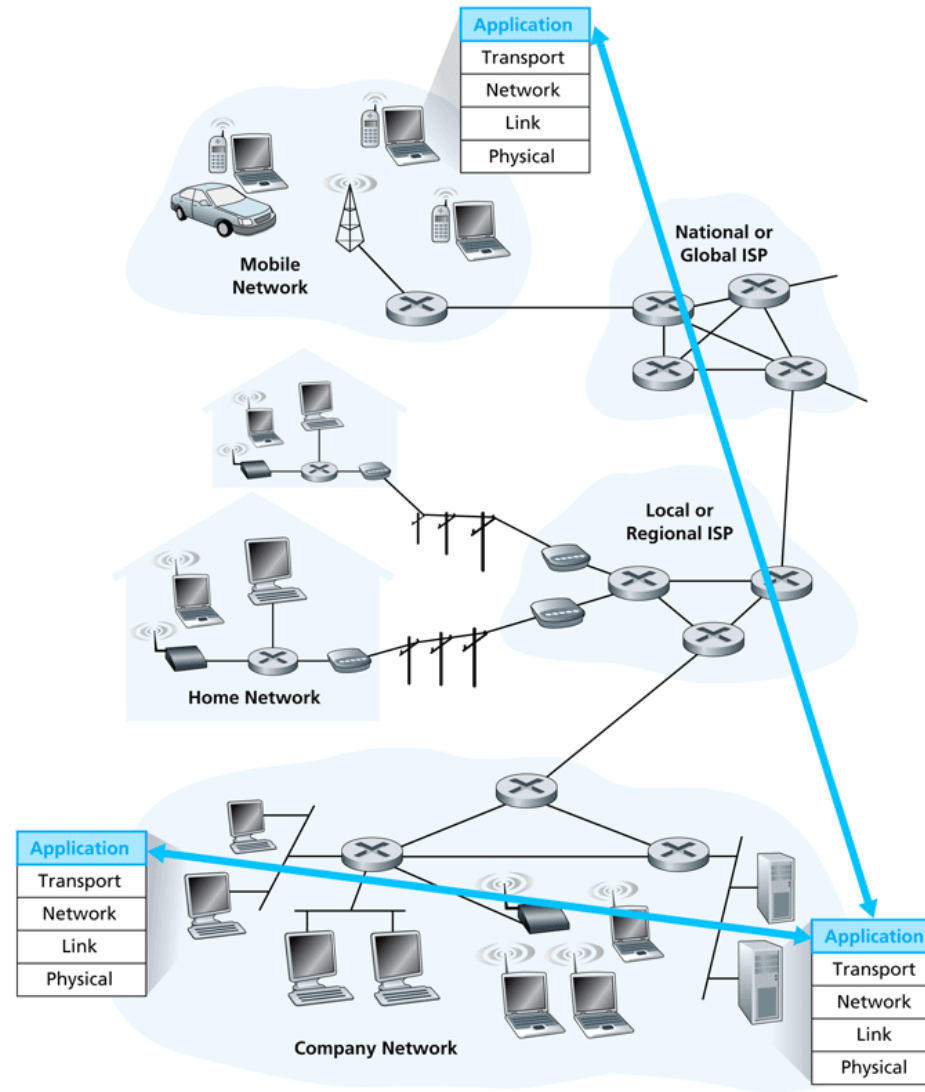 Application
Transport
Network
Link
Physical
National or
Global ISP
Mobile
Network
Local or
Regional ISP
Home Network
Application
Transport
Network
Link
Physical
Application
Transport
Network
Link
Physical
Company Network